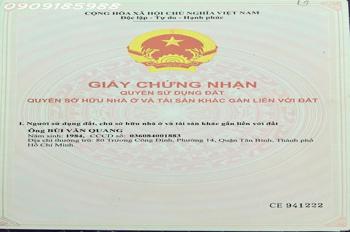 0909185988
CỘNG HÒA XÃ HỘI CHỦ NGHĨA VIỆT NAM
Độc lập - Tự do - Hạnh phúc
GIẤY CHỨNG NHẬN
QUYỀN SỬ DỤNG ĐẤT
QUYỀN SỞ HỮU NHÀ Ở VÀ TÀI SẢN KHÁC GẮN LIỀN VỚI ĐẤT
I. Người sử dụng đất, chủ sở hữu nhà ở và tài sản khác gắn liền với đất
Ông BÙI VĂN QUANG
Năm sinh: 1984, CCCD số: 036084001883
Địa chỉ thường trú: 80 Trương Công Định, Phường 14, Quận Tân Bình, Thành phố
Hồ Chí Minh
CE 941222